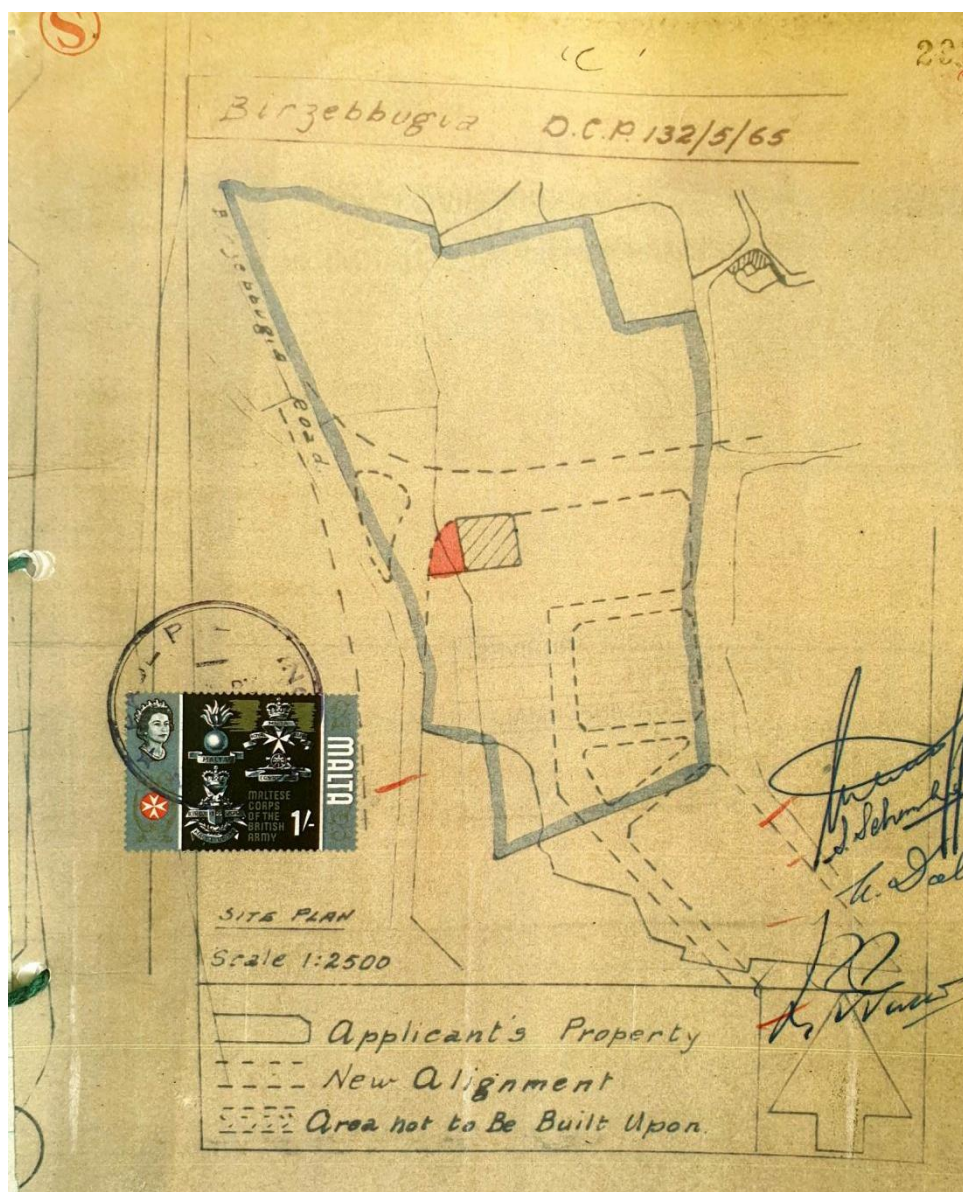 S
'C'
Birzebbugia D.C.P. 132/5/65
Birzebbugia Road
MALTA
MALTESE
CORPS
OF THE
BRITISH
ARMY
1/-
SITE PLAN
Scale 1:2500
Applicant's Property
New Alignment
Area not to Be Built Upon.